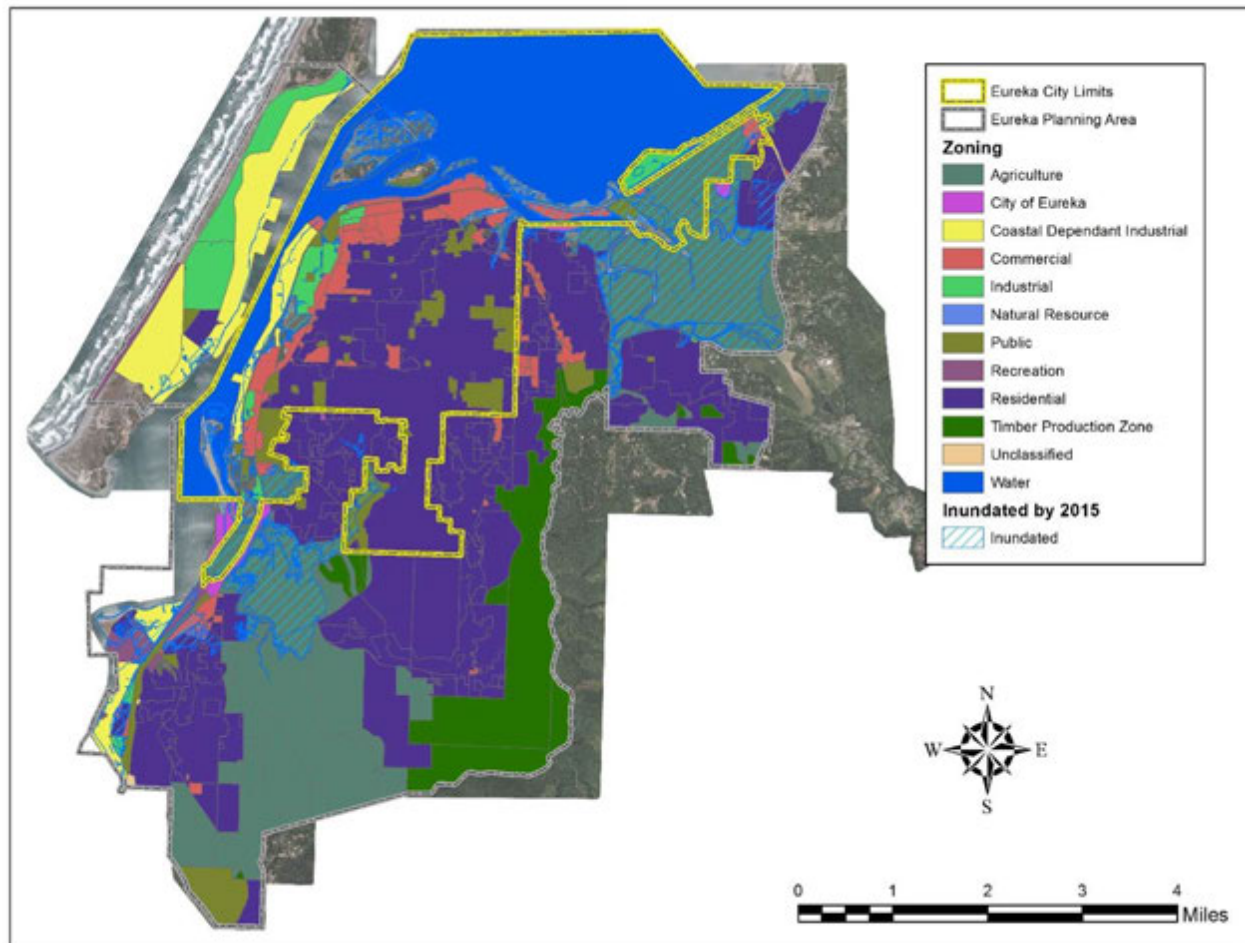 Eureka City Limits
Eureka Planning Area
Zoning
Agriculture
City of Eureka
Coastal Dependant Industrial
Commercial
Industrial
Natural Resource
Public
Recreation
Residential
Timber Production Zone
Unclassified
Water
Inundated by 2015
Inundated
N
W E
S
0 1 2 3 4
Miles